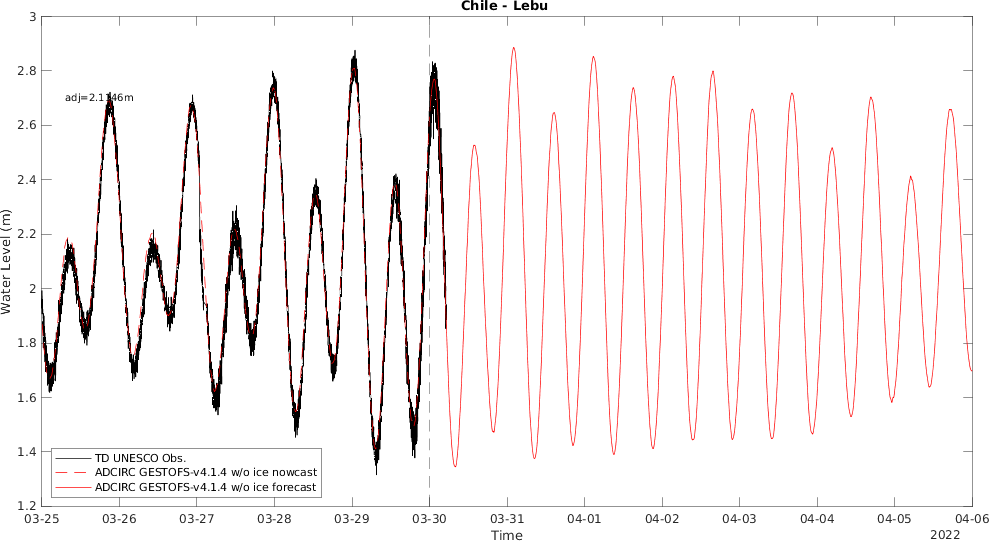 Chile - Lebu
3
2.8
2.6
2.4
2.2
2
1.8
1.6
1.4
1.2
Water Level (m)
adj=2.1146m
TD UNESCO Obs.
ADCIRC GESTOFS-v4.1.4 w/o ice nowcast
ADCIRC GESTOFS-v4.1.4 w/o ice forecast
03-25 03-26 03-27 03-28 03-29 03-30 03-31 04-01 04-02 04-03 04-04 04-05 04-06
Time
2022